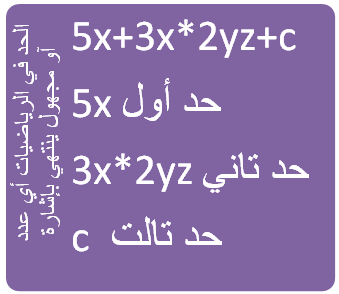 5x+3x*2yz+c
حد أول 5x
حد تاني 3x*2yz
حد تالت c
الحد في الرياضيات أي عدد
آو مجهول ينتهي بإشارة